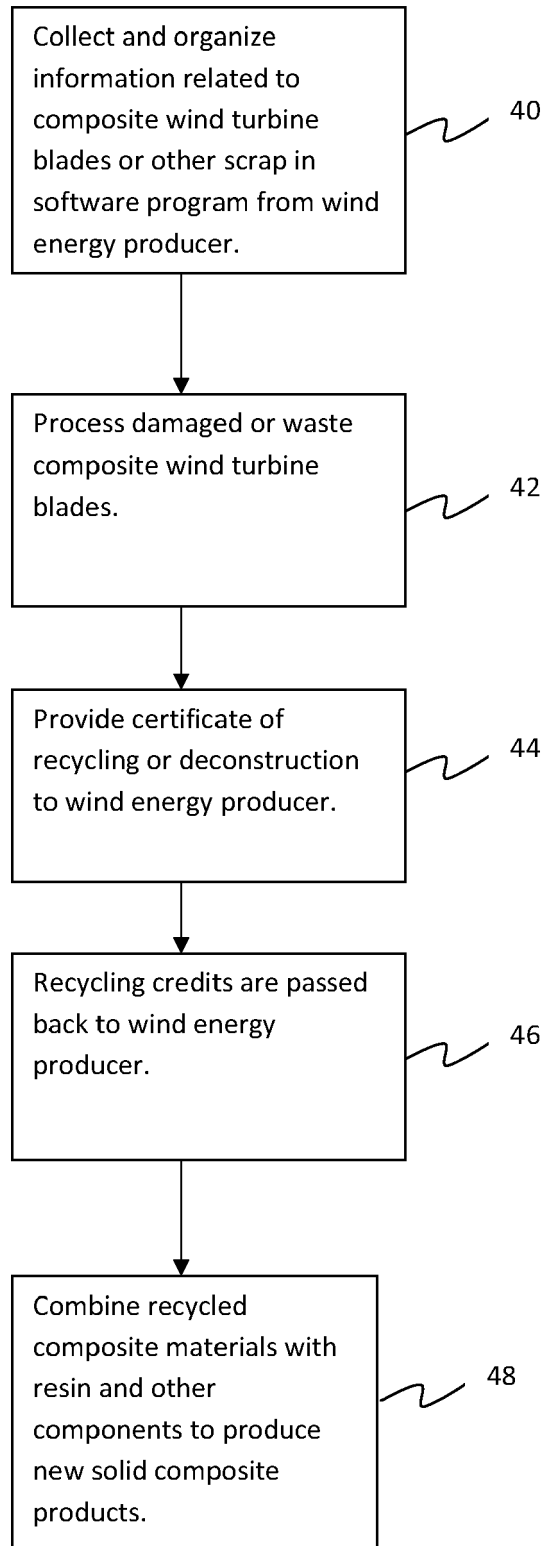 Collect and organize
information related to
composite wind turbine
blades or other scrap in
software program from wind
energy producer.
40
Process damaged or waste
composite wind turbine
blades.
42
Provide certificate of
recycling or deconstruction
to wind energy producer.
44
Recycling credits are passed
back to wind energy
producer.
46
Combine recycled
composite materials with
resin and other
components to produce
new solid composite
products.
48